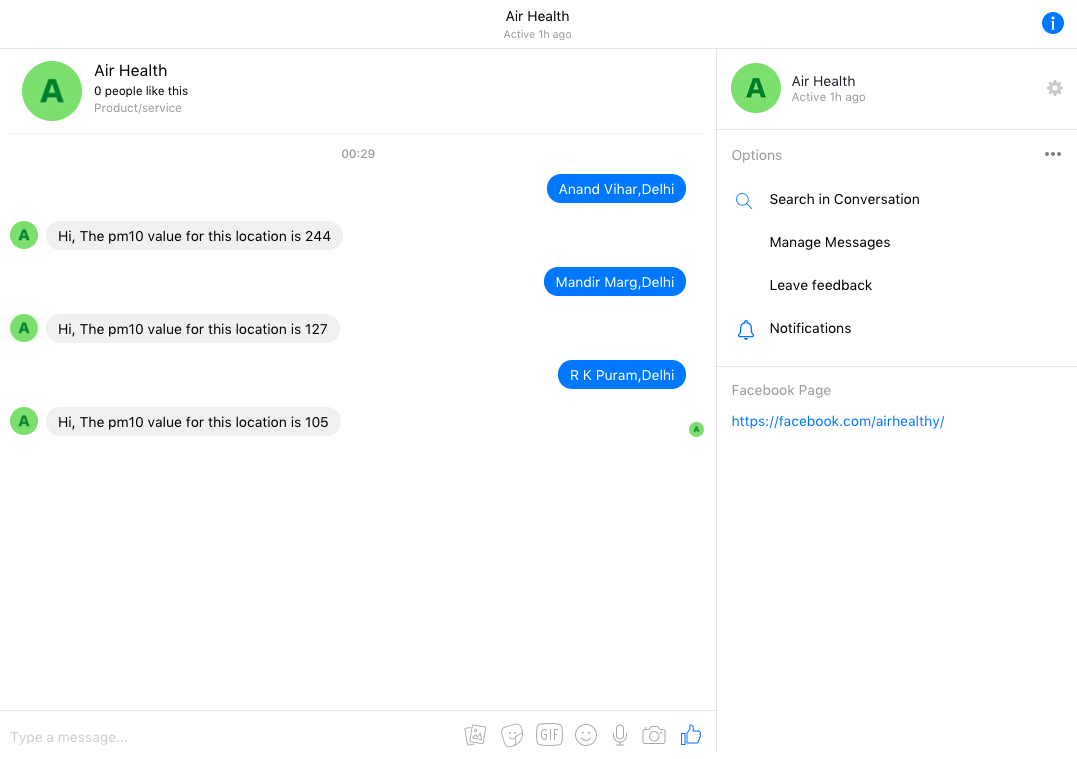 Air Health
Active 1h ago
A
Air Health
0 people like this
Product/service
00:29
Anand Vihar,Delhi
A
Hi, The pm10 value for this location is 244
Mandir Marg,Delhi
A
Hi, The pm10 value for this location is 127
R K Puram,Delhi
A
Hi, The pm10 value for this location is 105
A
Type a message...
GIF
A
Air Health
Active 1h ago
Options
Search in Conversation
Manage Messages
Leave feedback
Notifications
Facebook Page
https://facebook.com/airhealthy/